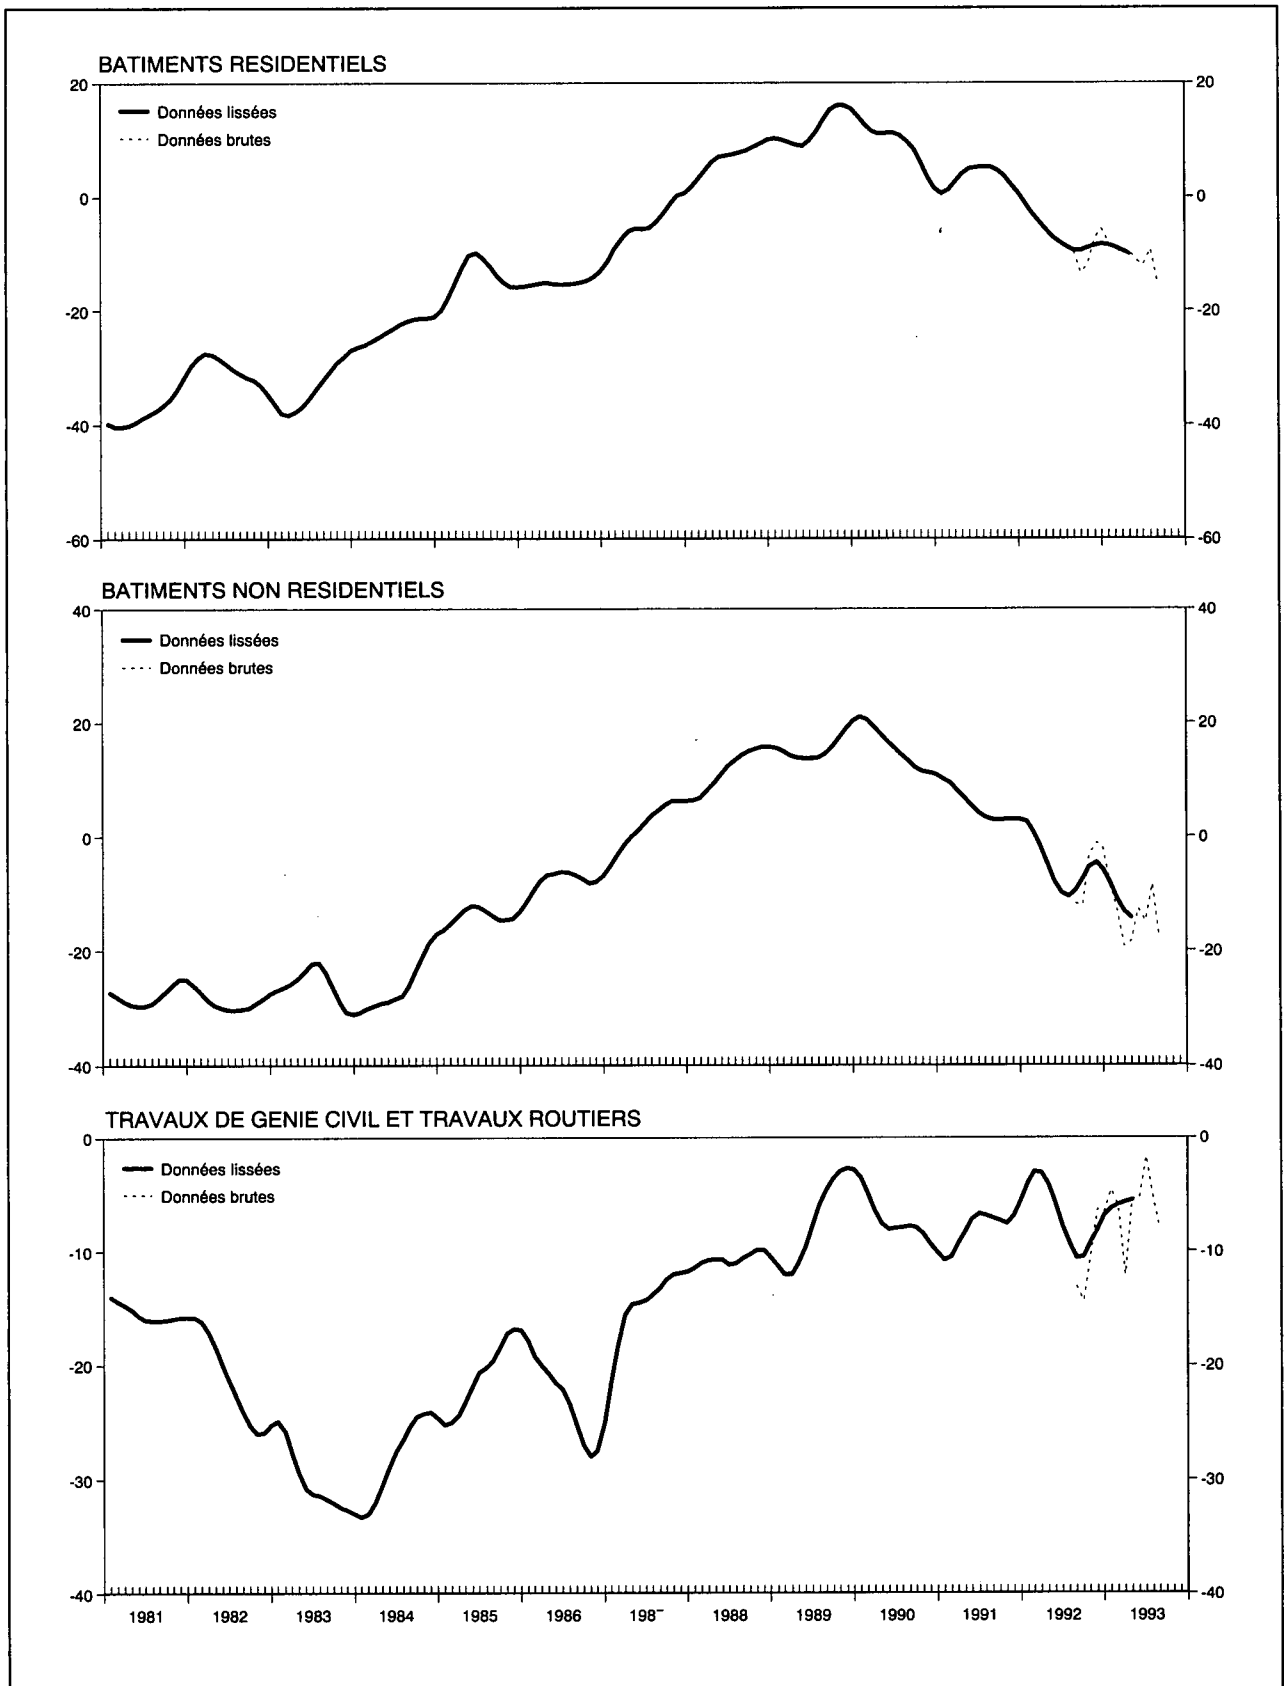 BATIMENTS RESIDENTIELS
20 20
Données lissées
Données brutes
0 0
-20 -20
-40 -40
-60 -60
BATIMENTS NON RESIDENTIELS
40 40
Données lissées
Données brutes
20 20
0 0
-20 -20
-40 -40
TRAVAUX DE GENIE CIVIL ET TRAVAUX ROUTIERS
0 0
Données lissées
Données brutes
-10 -10
-20 -20
-30 -30
-40 -40
1981 1982 1983 1984 1985 1986 1988 1989 1990 1991 1992 1993